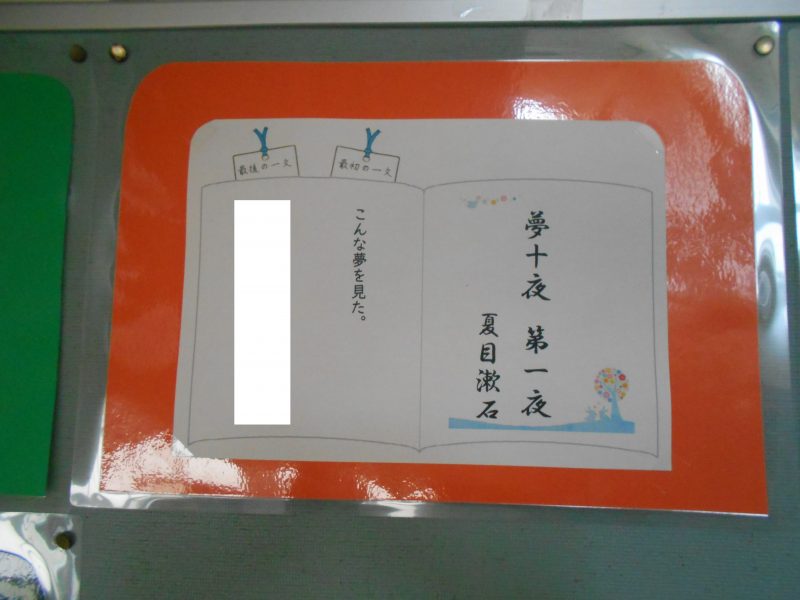 夢十夜　第一夜
夏目漱石
最初の一文
こんな夢を見た。
最後の一文